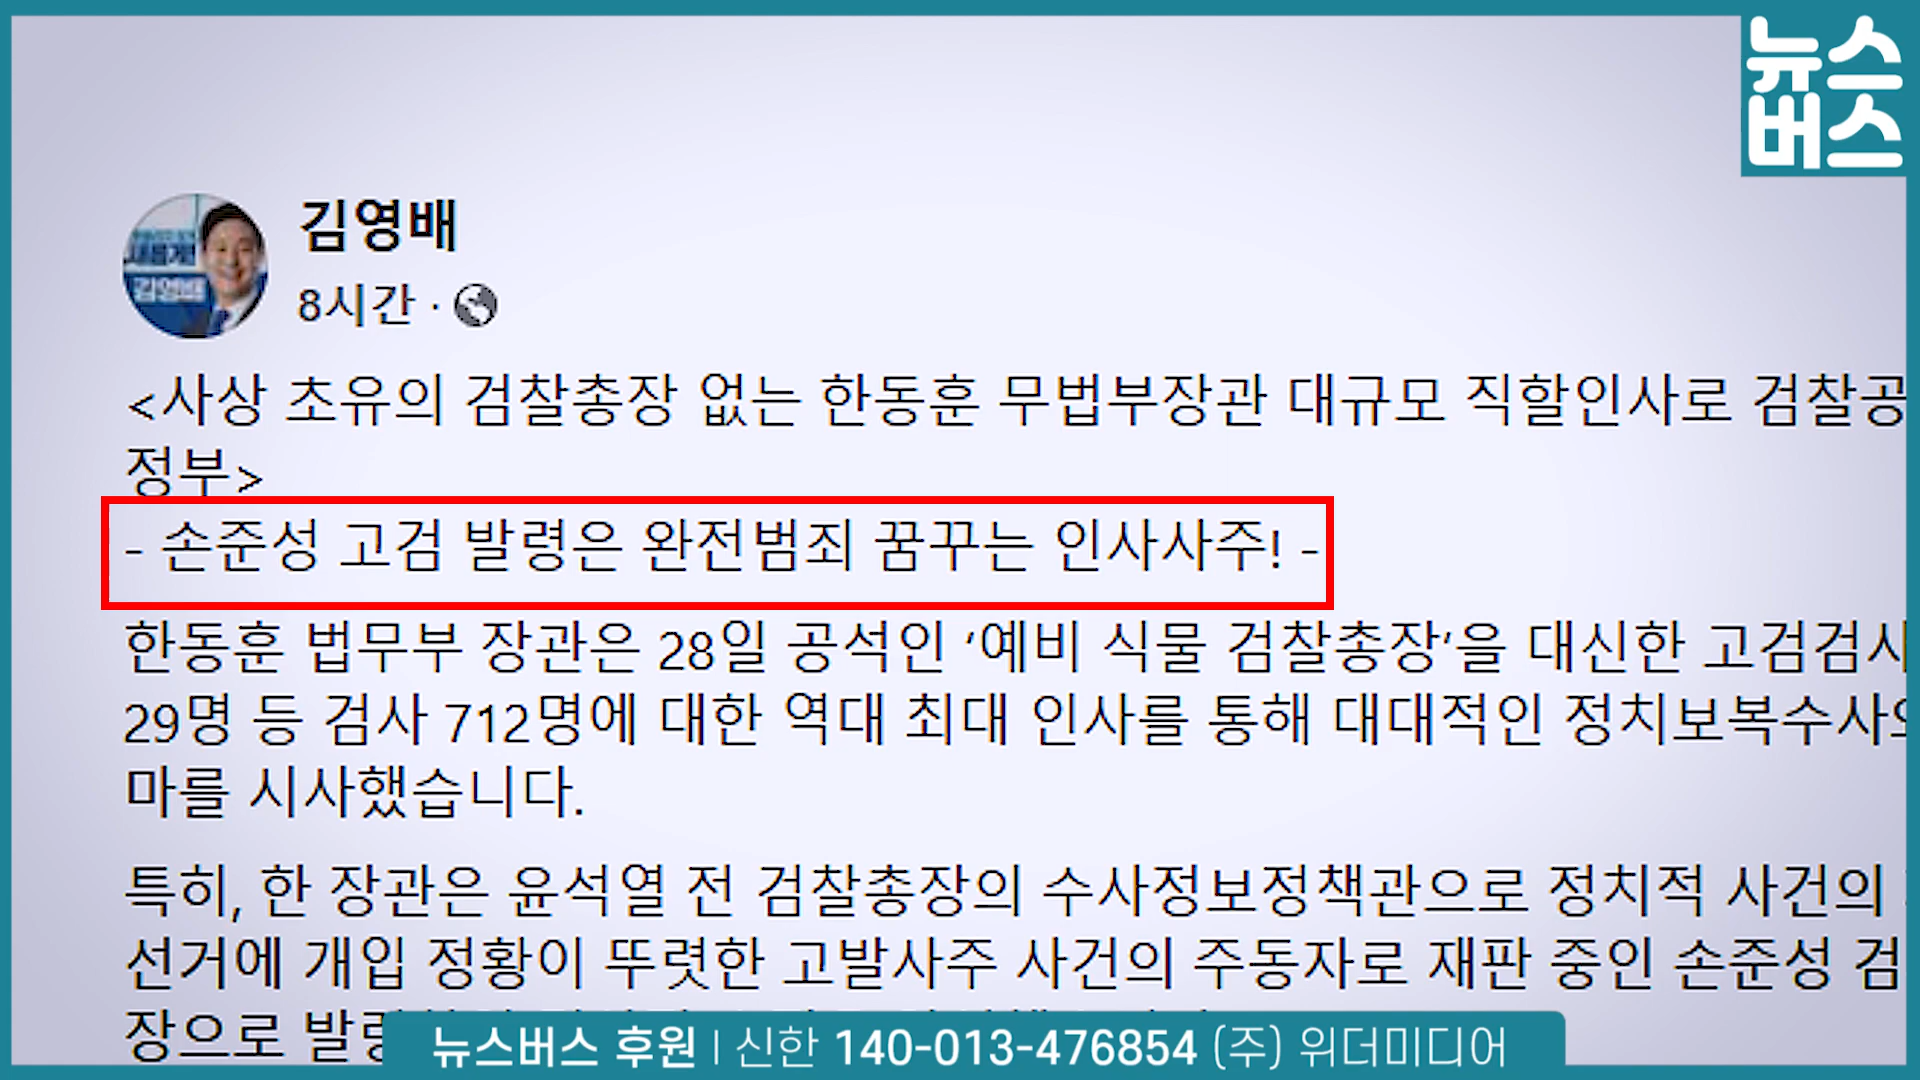 뉴스
버스
김영배
8시간 ·
<사상 초유의 검찰총장 없는 한동훈 무법부장관 대규모 직할인사로 검찰공
정부>
- 손준성 고검 발령은 완전범죄 꿈꾸는 인사사주! -
한동훈 법무부 장관은 28일 공석인 ‘예비 식물 검찰총장’을 대신한 고검검사
29명 등 검사 712명에 대한 역대 최대 인사를 통해 대대적인 정치보복수사
마를 시사했습니다.
특히, 한 장관은 윤석열 전 검찰총장의 수사정보정책관으로 정치적 사건의
선거에 개입 정황이 뚜렷한 고발사주 사건의 주동자로 재판 중인 손준성 검
장으로 발령
뉴스버스 후원 | 신한 140-013-476854 (주) 위더미디어